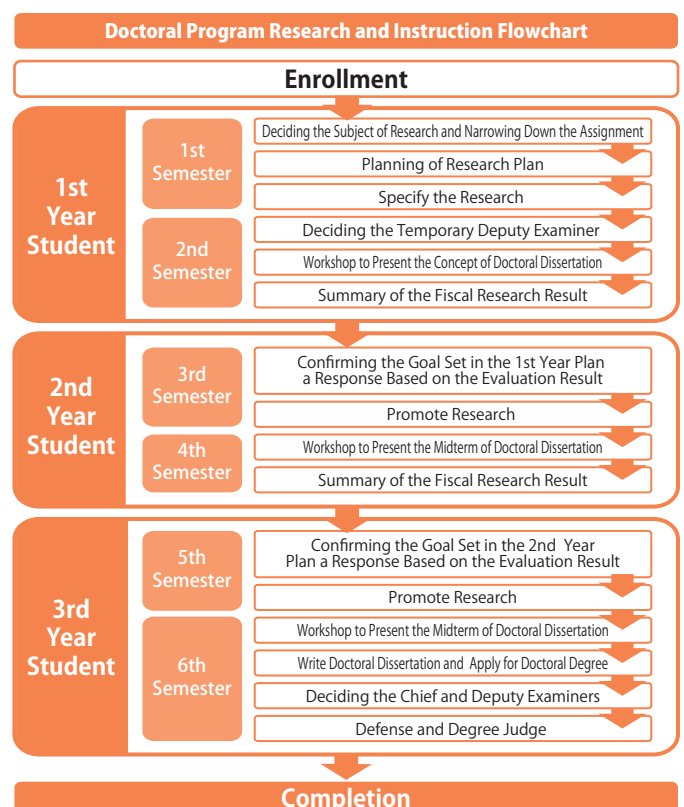 Doctoral Program Research and Instruction Flowchart
Enrollment
1st
Year
Student
1st
Semester
Deciding the Subject of Research and Narrowing Down the Assignment
Planning of Research Plan
Specify the Research
2nd
Semester
Deciding the Temporary Deputy Examiner
Workshop to Present the Concept of Doctoral Dissertation
Summary of the Fiscal Research Result
2nd
Year
Student
3rd
Semester
Confirming the Goal Set in the 1st Year Plan
a Response Based on the Evaluation Result
Promote Research
4th
Semester
Workshop to Present the Midterm of Doctoral Dissertation
Summary of the Fiscal Research Result
3rd
Year
Student
5th
Semester
Confirming the Goal Set in the 2nd Year
Plan a Response Based on the Evaluation Result
Promote Research
6th
Semester
Workshop to Present the Midterm of Doctoral Dissertation
Write Doctoral Dissertation and Apply for Doctoral Degree
Deciding the Chief and Deputy Examiners
Defense and Degree Judge
Completion